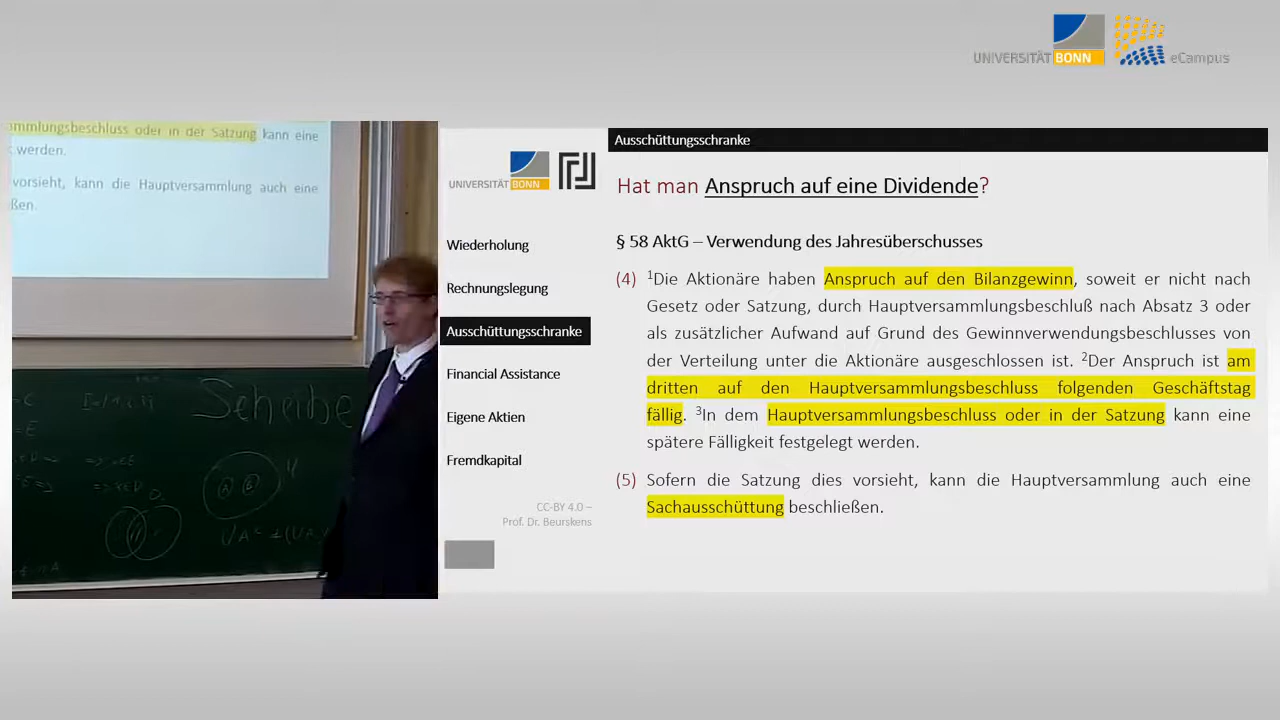 UNIVERSITÄT BONN
eCampus
mmlungsbeschluss oder in der Satzung kann eine
werden.
vorsieht, kann die Hauptversammlung auch eine
ßen.
Scheibe
UNIVERSITÄT BONN
Wiederholung
Rechnungslegung
Ausschüttungsschranke
Financial Assistance
Eigene Aktien
Fremdkapital
CC-BY 4.0 –
Prof. Dr. Beurskens
Ausschüttungsschranke
Hat man Anspruch auf eine Dividende?
§ 58 AktG – Verwendung des Jahresüberschusses
(4) ¹Die Aktionäre haben Anspruch auf den Bilanzgewinn, soweit er nicht nach
Gesetz oder Satzung, durch Hauptversammlungsbeschluß nach Absatz 3 oder
als zusätzlicher Aufwand auf Grund des Gewinnverwendungsbeschlusses von
der Verteilung unter die Aktionäre ausgeschlossen ist. ²Der Anspruch ist am
dritten auf den Hauptversammlungsbeschluss folgenden Geschäftstag
fällig. ³In dem Hauptversammlungsbeschluss oder in der Satzung kann eine
spätere Fälligkeit festgelegt werden.
(5) Sofern die Satzung dies vorsieht, kann die Hauptversammlung auch eine
Sachausschüttung beschließen.